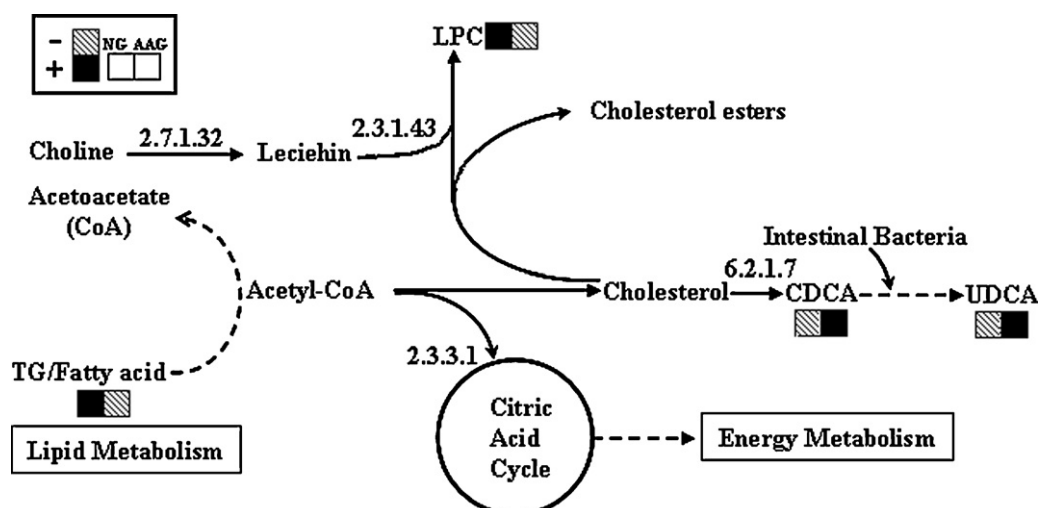 - NG AAG
+
LPC
Cholesterol esters
2.7.1.32
2.3.1.43
Choline
Leciehin
Acetoacetate
(CoA)
Intestinal Bacteria
6.2.1.7
Acetyl-CoA
Cholesterol
CDCA
UDCA
2.3.3.1
TG/Fatty acid
Citric
Acid
Cycle
Lipid Metabolism
Energy Metabolism